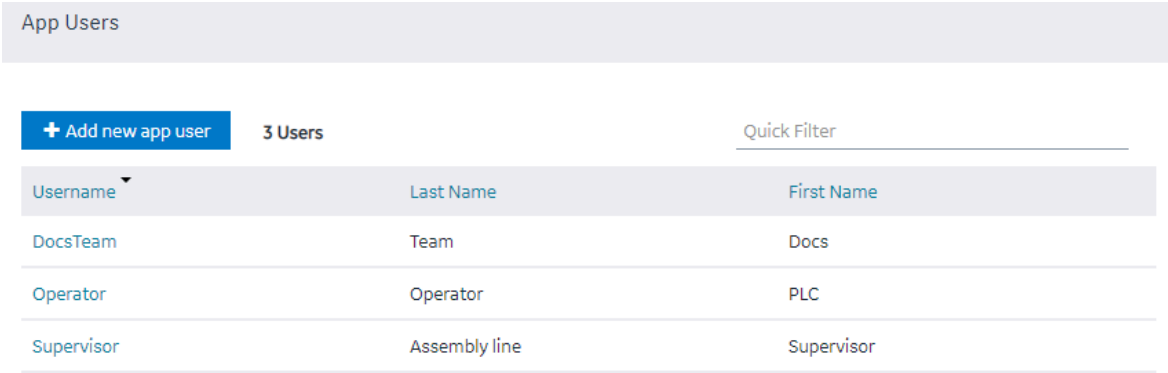 App Users
+ Add new app user 3 Users Quick Filter
Username Last Name First Name
DocsTeam Team Docs
Operator Operator PLC
Supervisor Assembly line Supervisor